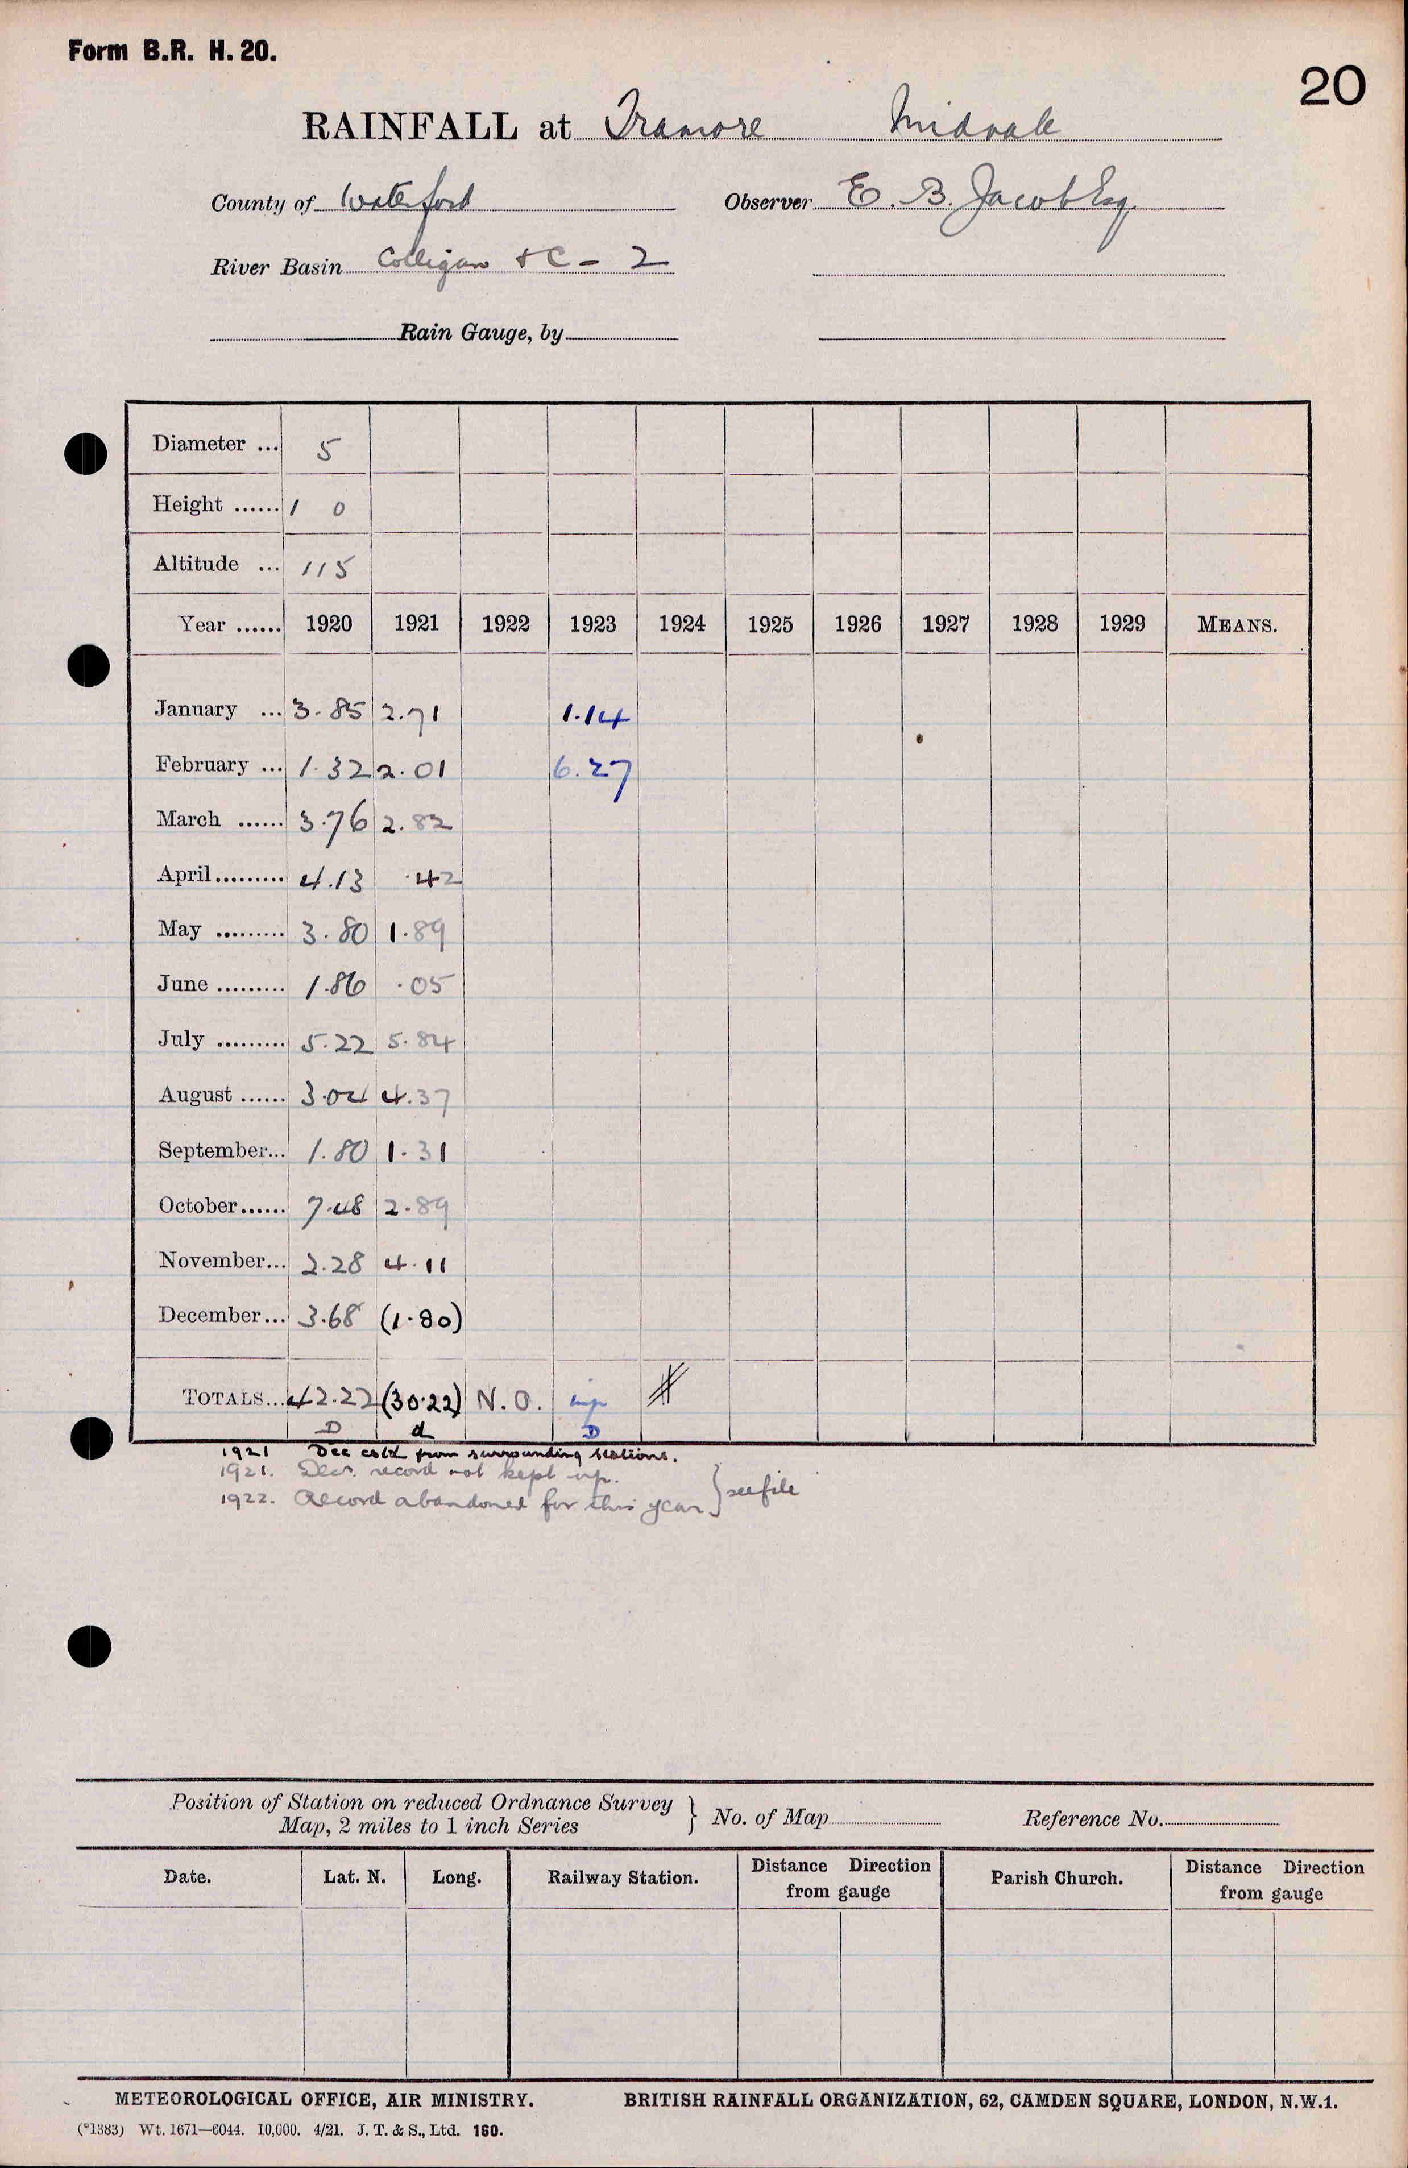 Form B.R. H. 20.
20
RAINFALL at Tramore Midvale
County of Waterford Observer E. B. Jacob Esq
River Basin Colligan + C - 2
Rain Gauge, by
Diameter ... 5
Height ...... 1 0
Altitude ... 115
Year ...... 1920 1921 1922 1923 1924 1925 1926 1927 1928 1929 MEANS.
January ... 3.85 2.71 1.14
February ... 1.32 2.01 6.27
March ...... 3.76 2.82
April ......... 4.13 .42
May ......... 3.80 1.89
June ......... 1.86 .05
July ......... 5.22 5.84
August ...... 3.04 4.37
September... 1.80 1.31
October ...... 7.48 2.89
November... 2.28 4.11
December... 3.68 (1.80)
TOTALS... 42.22 (30.22) N.O. inp
D d D
1921 Dec estd from surrounding stations.
1921. Decr. record not kept up.
1922. Record abandoned for this year } see file
Position of Station on reduced Ordnance Survey
Map, 2 miles to 1 inch Series } No. of Map Reference No.
Date. Lat. N. Long. Railway Station. Distance Direction from gauge Parish Church. Distance Direction from gauge
METEOROLOGICAL OFFICE, AIR MINISTRY. BRITISH RAINFALL ORGANIZATION, 62, CAMDEN SQUARE, LONDON, N.W.1.
(*1383) Wt. 1671—6044. 10,000. 4/21. J. T. & S., Ltd. 160.